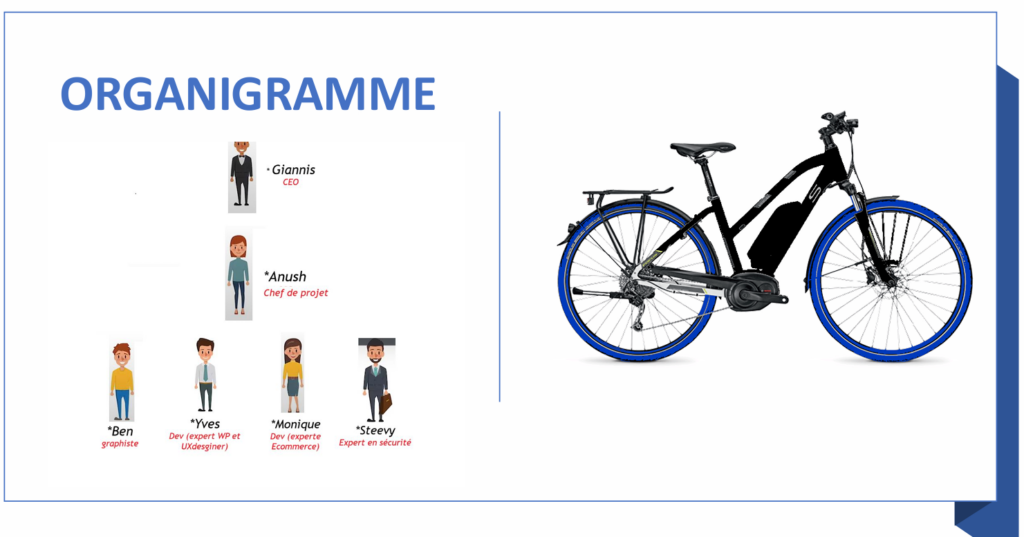 ORGANIGRAMME
• Giannis
CEO
*Anush
Chef de projet
*Ben
graphiste
*Yves
Dev (expert WP et
UXdesginer)
*Monique
Dev (experte
Ecommerce)
*Steevy
Expert en sécurité
S